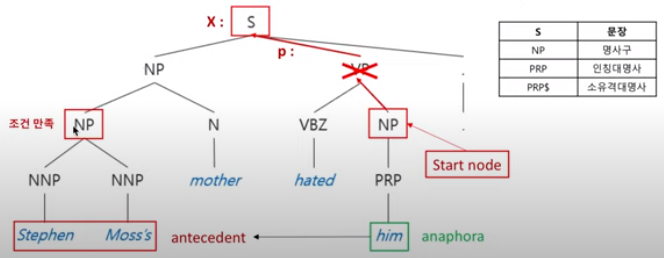 X : S
p :
NP VP .
조건 만족 NP N VBZ NP .
Start node
NNP NNP mother hated PRP
Stephen Moss's antecedent him anaphora
S 문장
NP 명사구
PRP 인칭대명사
PRP$ 소유격대명사